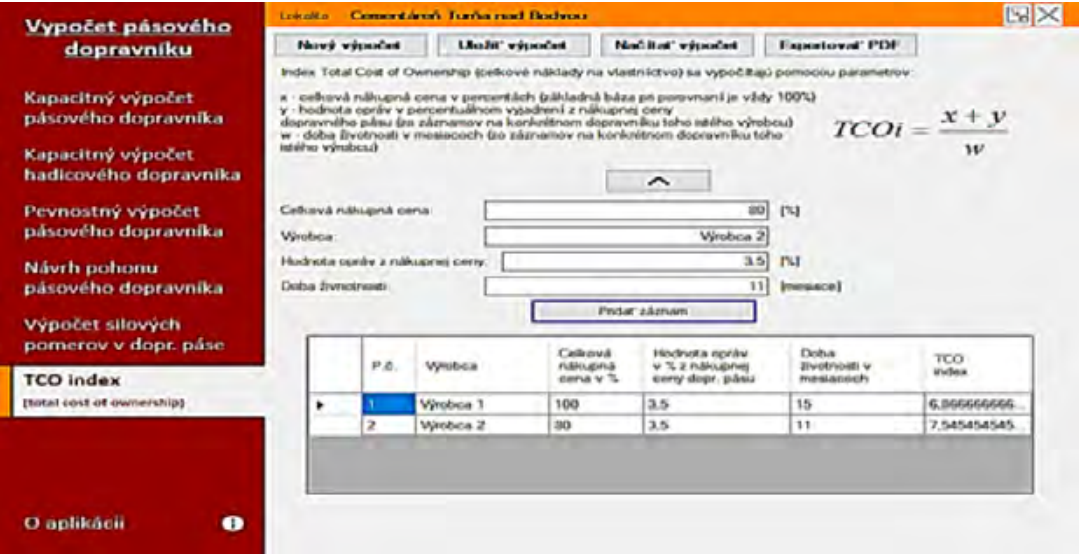 Vypočet pásového
dopravníku
Kapacitný výpočet
pásového dopravníka
Kapacitný výpočet
hadicového dopravníka
Pevnostný výpočet
pásového dopravníka
Návrh pohonu
pásového dopravníka
Výpočet silových
pomerov v dopr. páse
TCO index
(total cost of ownership)
O aplikácii
Lokalita Cementáreň Turňa nad Bodvou
Nový výpočet Uložiť výpočet Načítať výpočet Exportovať PDF
Index Total Cost of Ownership (celkové náklady na vlastníctvo) sa vypočítajú pomocou parametrov:
x - celková nákupná cena v percentách (základná báza pri porovnaní je vždy 100%)
y - hodnota opráv v percentuálnom vyjadrení z nákupnej ceny
dopravného pásu (zo záznamov na konkrétnom dopravníku toho istého výrobcu)
w - doba životnosti v mesiacoch (zo záznamov na konkrétnom dopravníku toho
istého výrobcu)
TCOi = x + y / w
Celková nákupná cena: 80 [%]
Výrobca: Výrobca 2
Hodnota opráv z nákupnej ceny: 3.5 [%]
Doba životnosti: 11 [mesiace]
Pridať záznam
P.č. Výrobca Celková nákupná cena v % Hodnota opráv v % z nákupnej ceny dopr. pásu Doba životnosti v mesiacoch TCO index
1 Výrobca 1 100 3.5 15 6,866666666...
2 Výrobca 2 80 3.5 11 7,545454545...